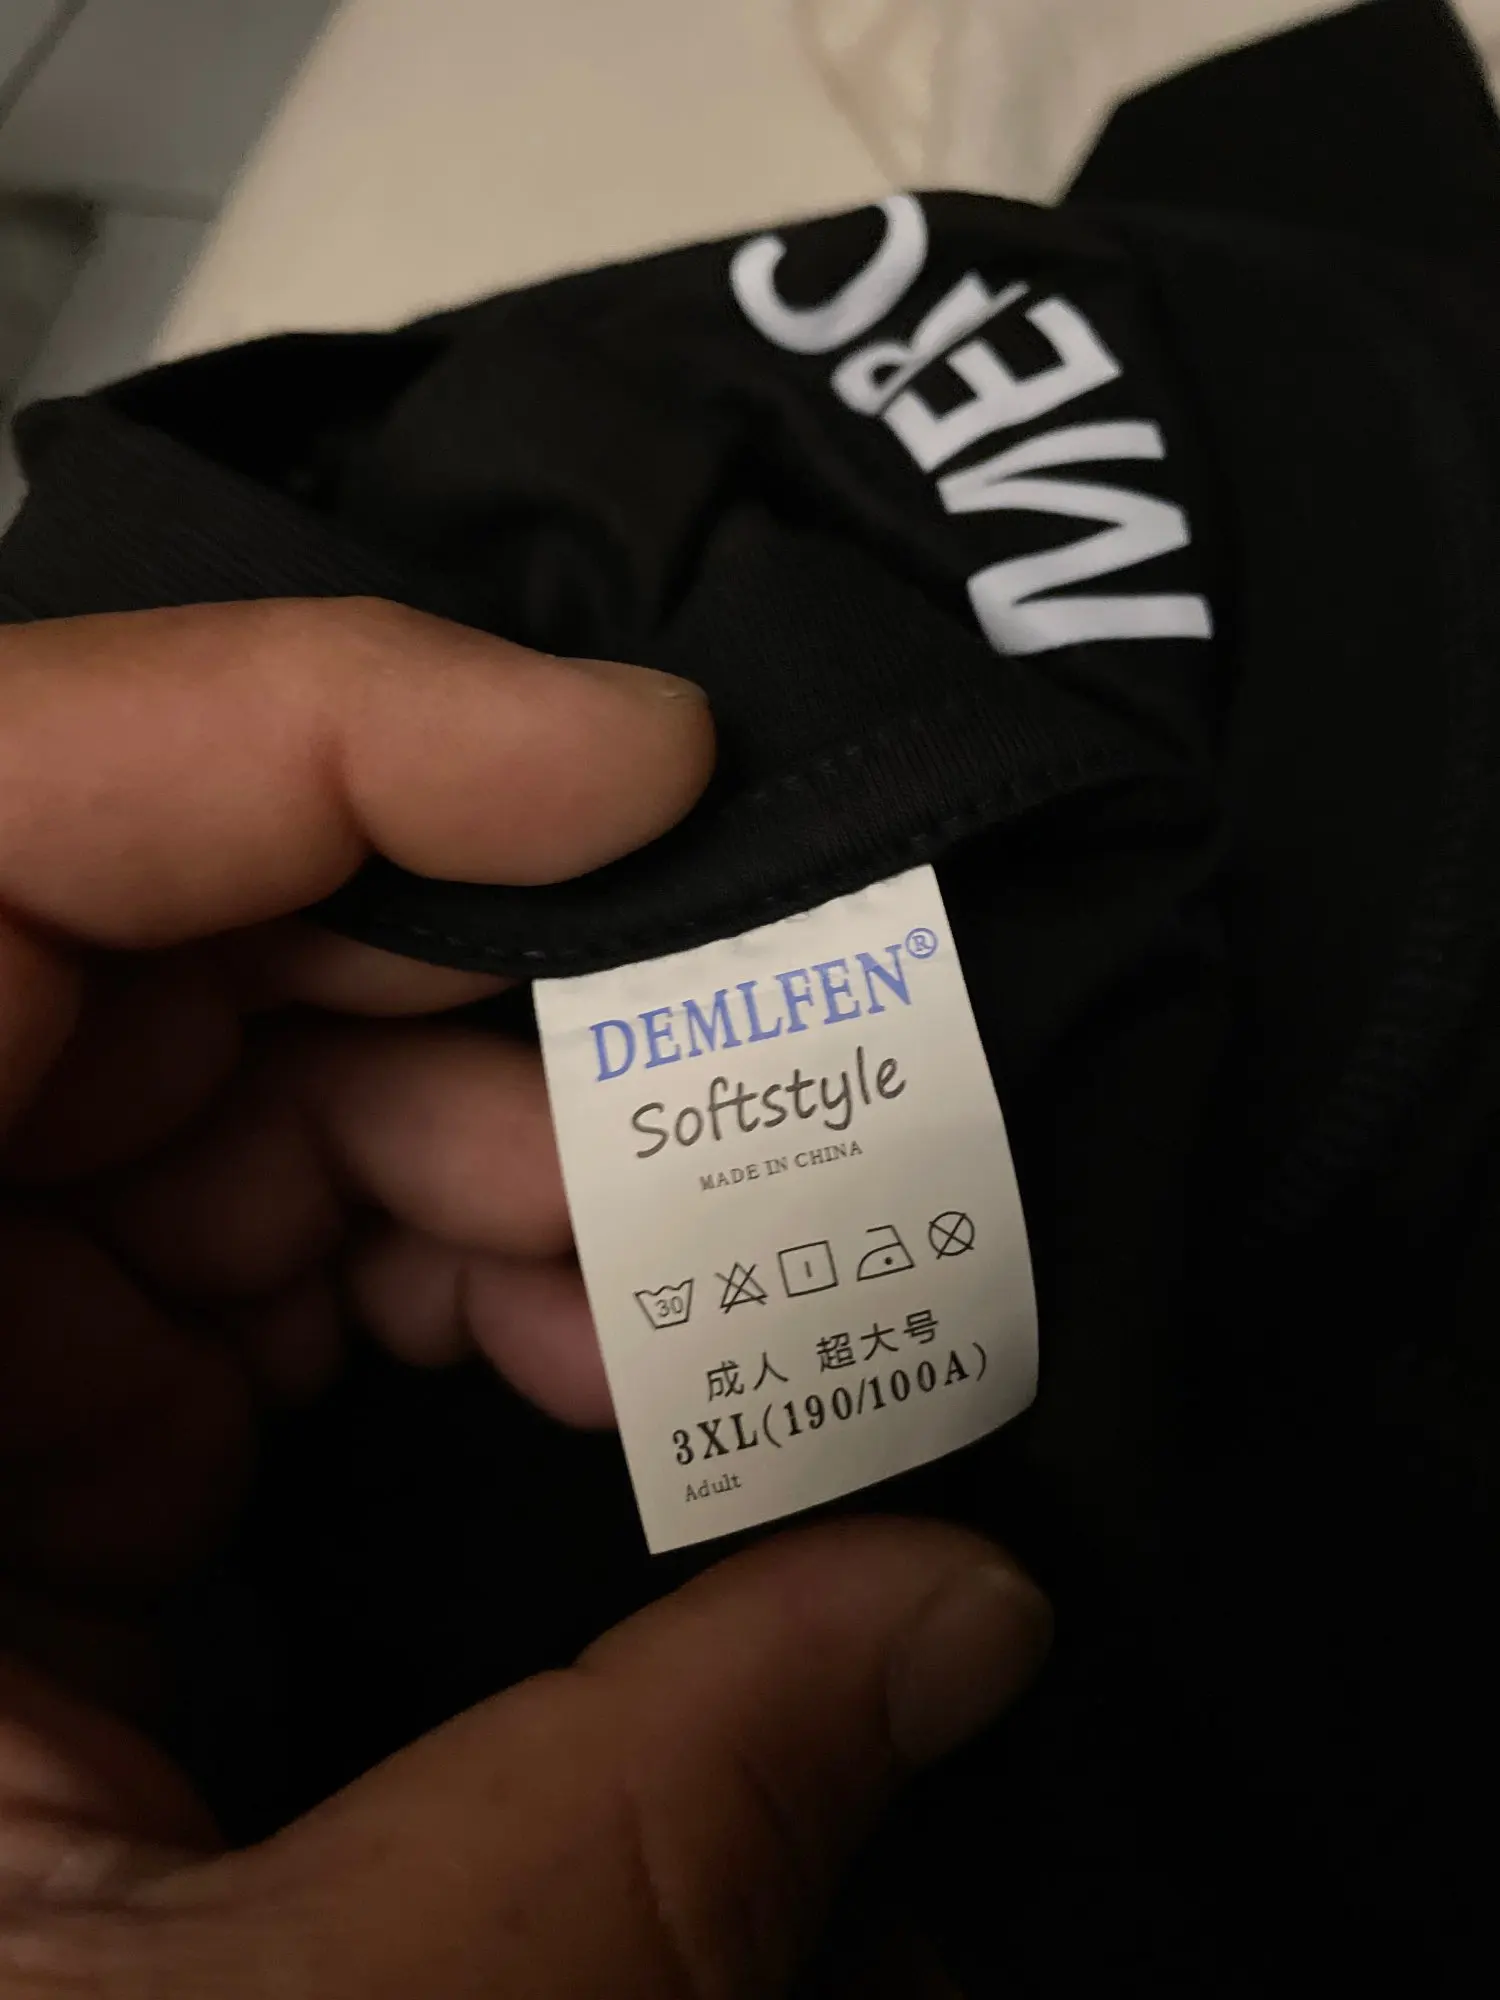 MERC
DEMLFEN®
Softstyle
MADE IN CHINA
30
成人 超大号
3XL(190/100A)
Adult